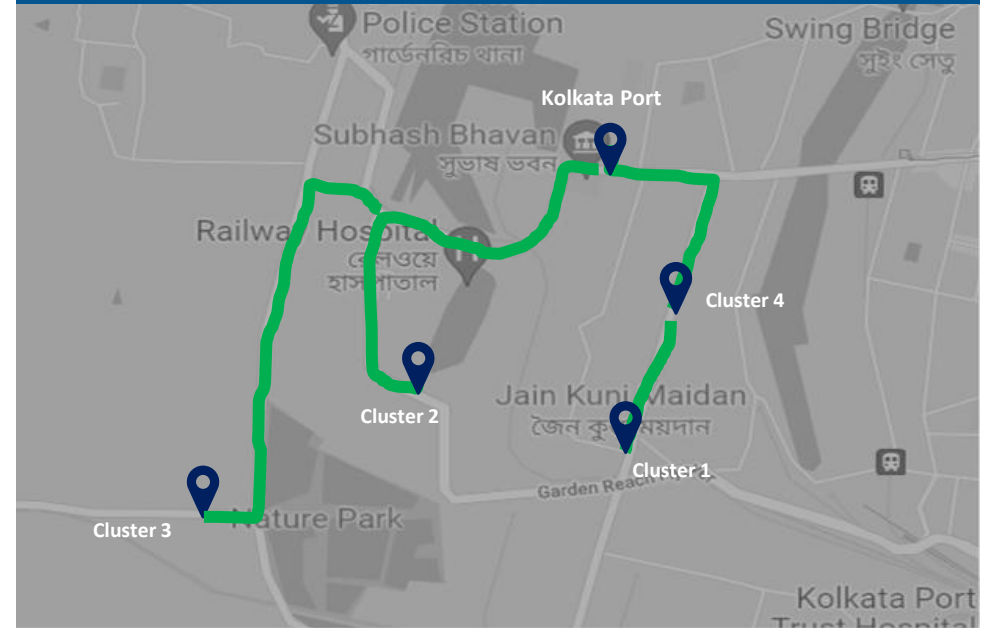 Police Station
গার্ডেনরিচ থানা
Swing Bridge
সুইং সেতু
Kolkata Port
Subhash Bhavan
সুভাষ ভবন
Railway Hospital
রেলওয়ে
হাসপাতাল
Cluster 4
Jain Kunj Maidan
জৈন কুঞ্জ ময়দান
Cluster 2
Cluster 1
Garden Reach
Cluster 3
Nature Park
Kolkata Port
Trust Hospital